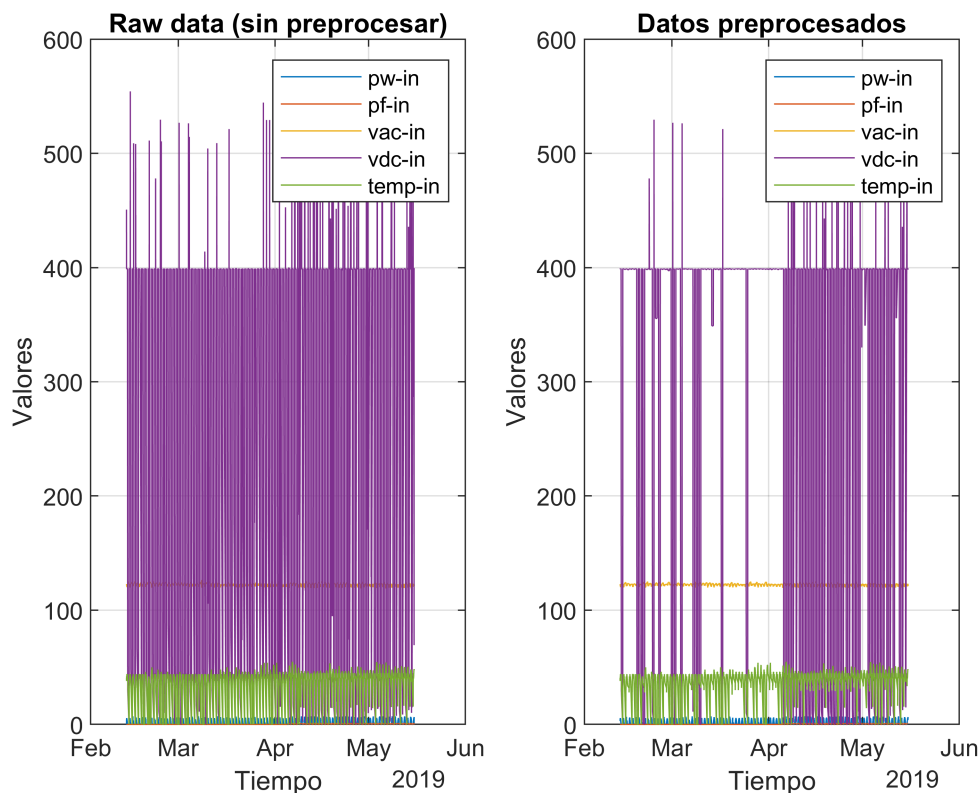 Raw data (sin preprocesar)
600
500
400
300
200
100
0
Valores
pw-in
pf-in
vac-in
vdc-in
temp-in
Feb Mar Apr May Jun
Tiempo 2019
Datos preprocesados
600
500
400
300
200
100
0
Valores
pw-in
pf-in
vac-in
vdc-in
temp-in
Feb Mar Apr May Jun
Tiempo 2019